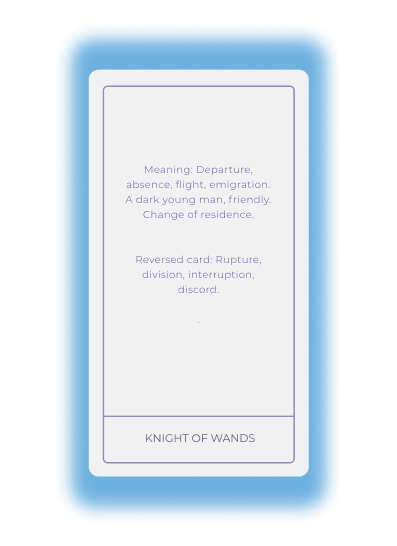 Meaning: Departure,
absence, flight, emigration.
A dark young man, friendly.
Change of residence.
Reversed card: Rupture,
division, interruption,
discord.
.
KNIGHT OF WANDS